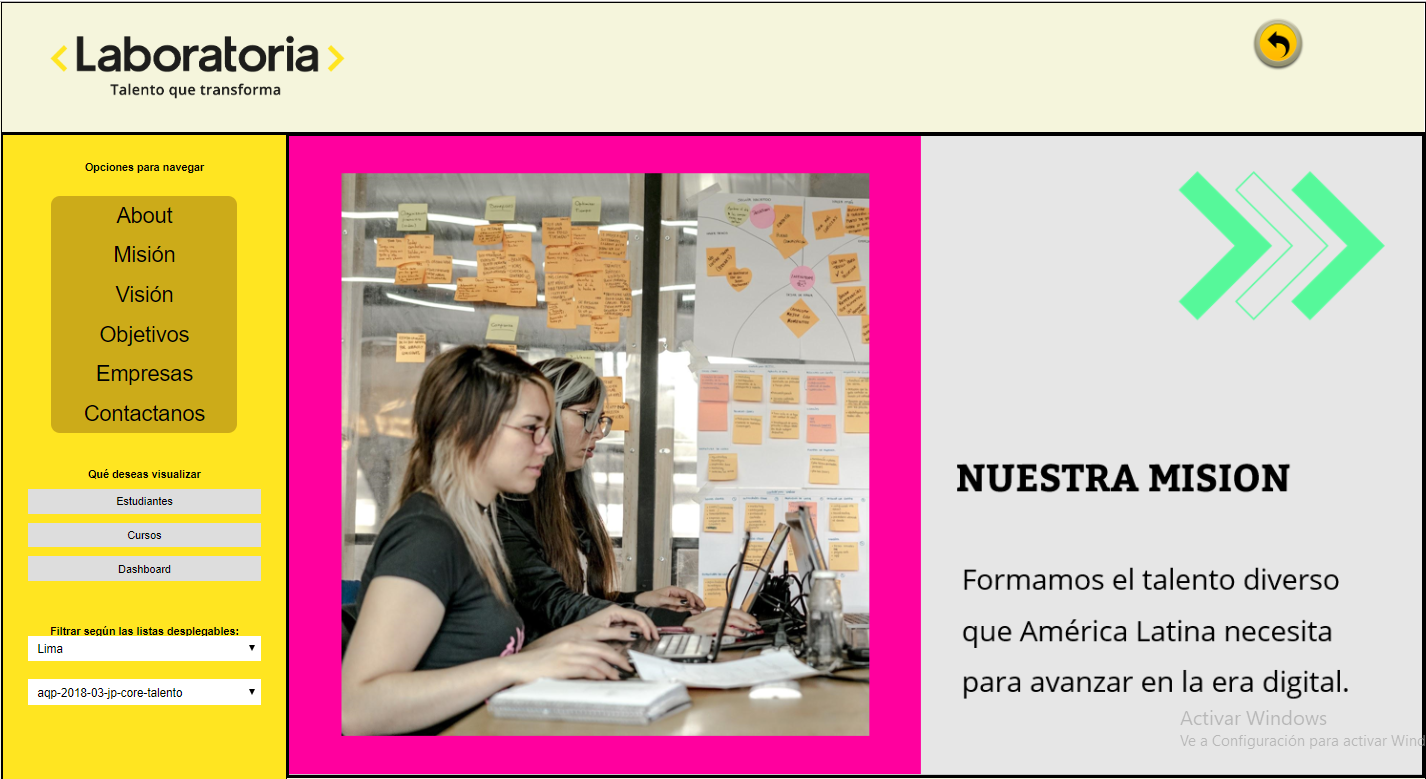 Laboratoria
Talento que transforma
Opciones para navegar
About
Misión
Visión
Objetivos
Empresas
Contactanos
Qué deseas visualizar
Estudiantes
Cursos
Dashboard
Filtrar según las listas desplegables:
Lima
aqp-2018-03-jp-core-talento
NUESTRA MISION
Formamos el talento diverso
que América Latina necesita
para avanzar en la era digital.
Activar Windows
Ve a Configuración para activar Wind